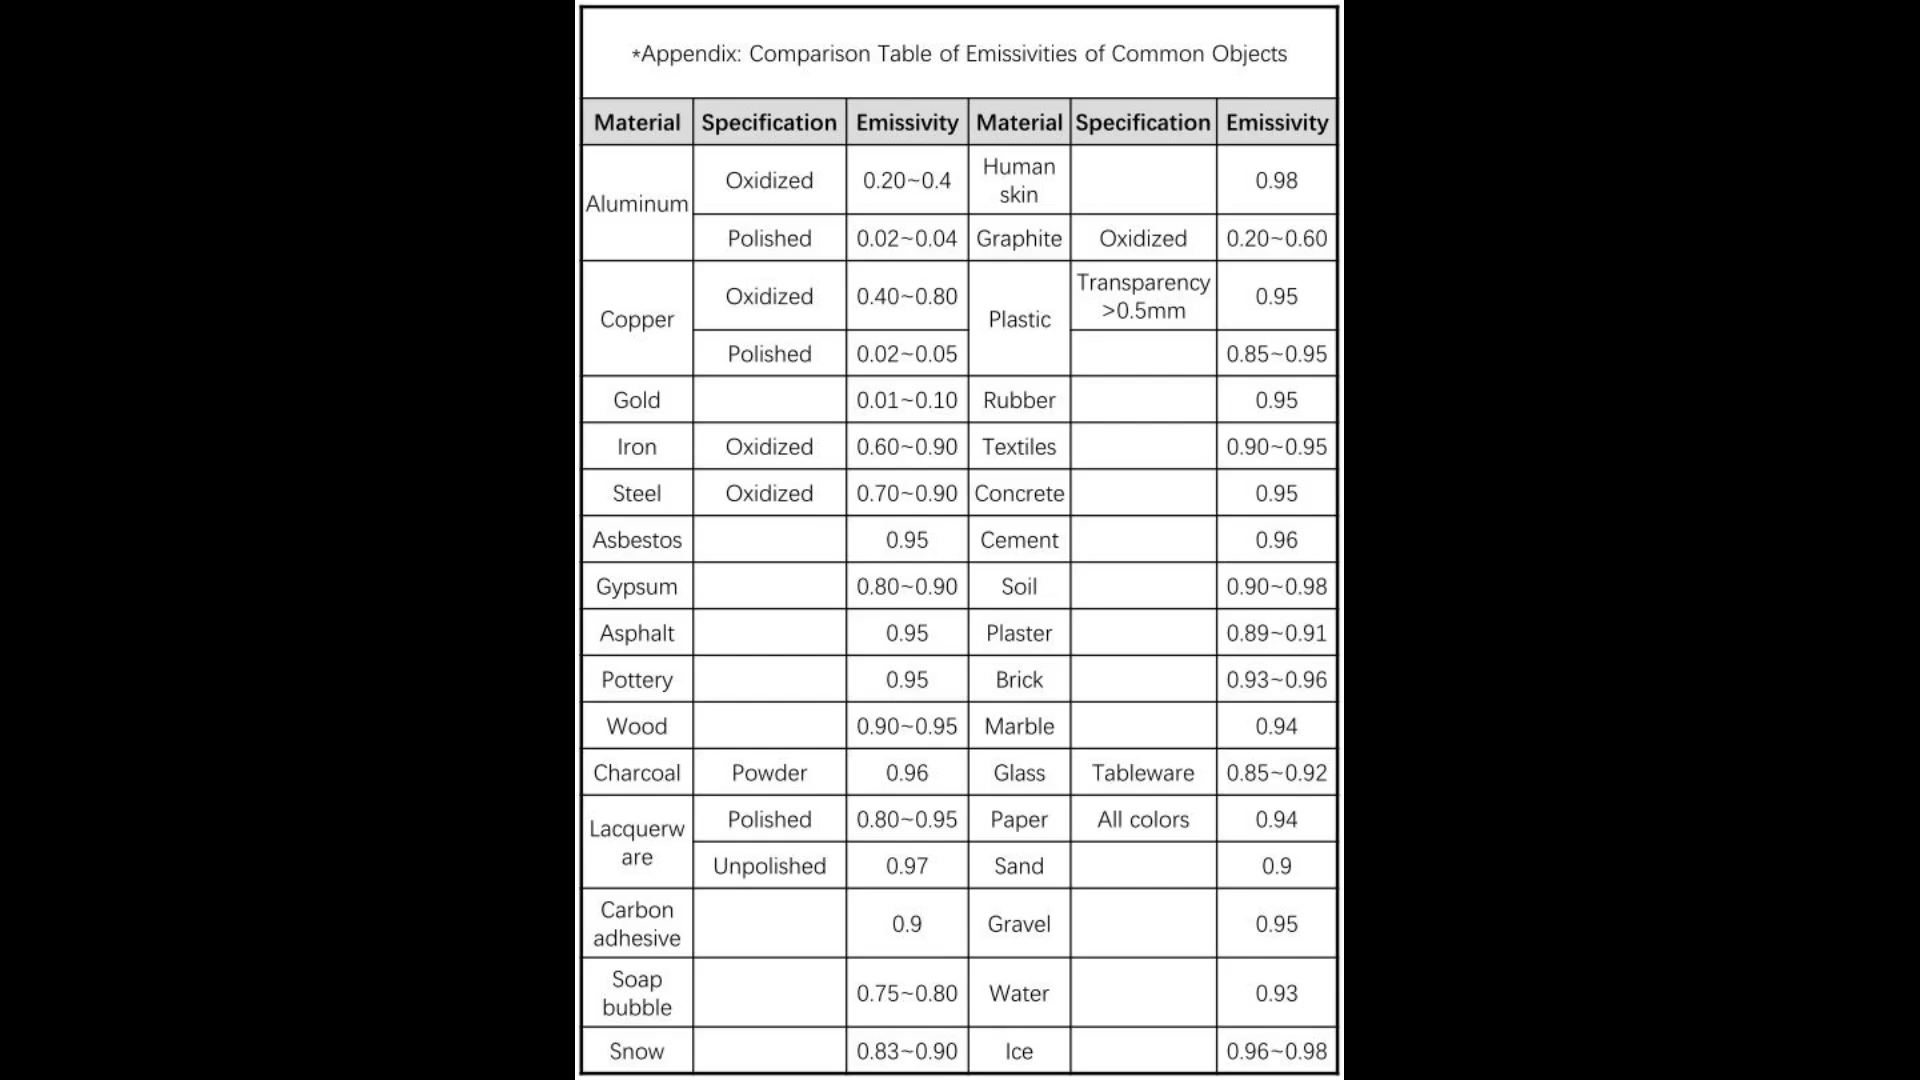 *Appendix: Comparison Table of Emissivities of Common Objects
Material Specification Emissivity Material Specification Emissivity
Aluminum Oxidized 0.20~0.4 Human skin 0.98
Polished 0.02~0.04 Graphite Oxidized 0.20~0.60
Copper Oxidized 0.40~0.80 Plastic Transparency >0.5mm 0.95
Polished 0.02~0.05 0.85~0.95
Gold 0.01~0.10 Rubber 0.95
Iron Oxidized 0.60~0.90 Textiles 0.90~0.95
Steel Oxidized 0.70~0.90 Concrete 0.95
Asbestos 0.95 Cement 0.96
Gypsum 0.80~0.90 Soil 0.90~0.98
Asphalt 0.95 Plaster 0.89~0.91
Pottery 0.95 Brick 0.93~0.96
Wood 0.90~0.95 Marble 0.94
Charcoal Powder 0.96 Glass Tableware 0.85~0.92
Lacquerw are Polished 0.80~0.95 Paper All colors 0.94
Unpolished 0.97 Sand 0.9
Carbon adhesive 0.9 Gravel 0.95
Soap bubble 0.75~0.80 Water 0.93
Snow 0.83~0.90 Ice 0.96~0.98